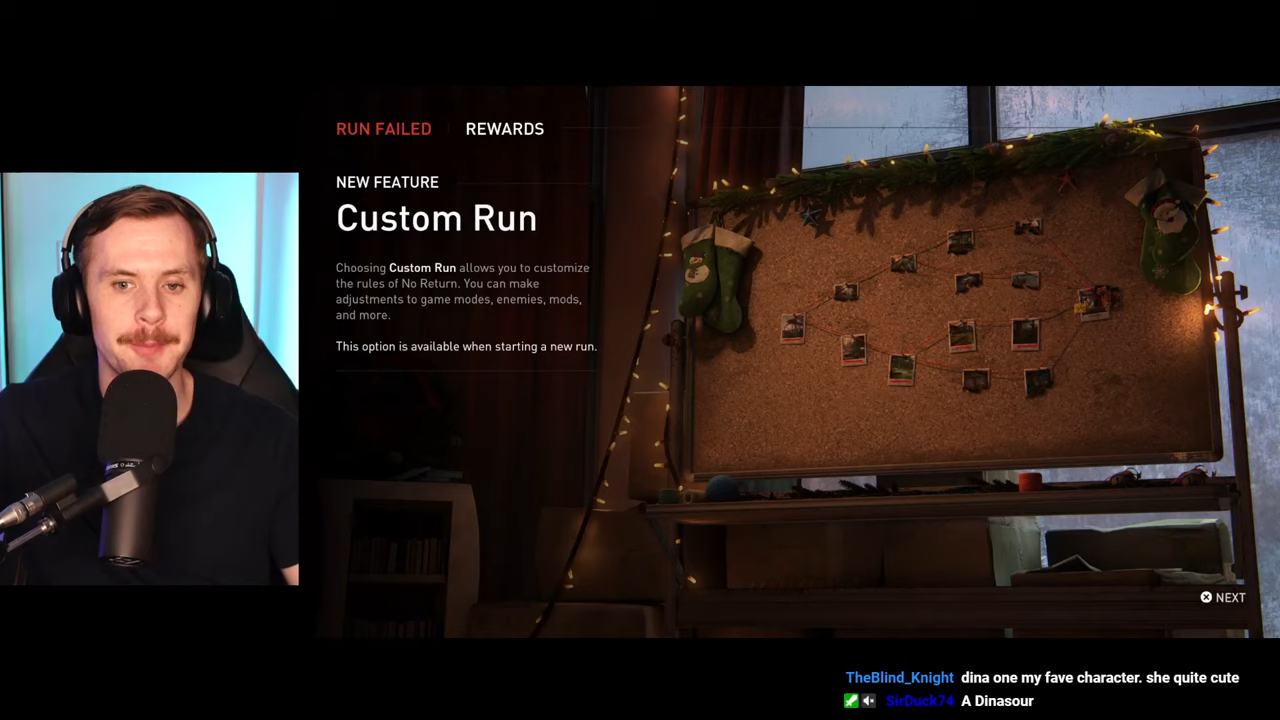 RUN FAILED REWARDS
NEW FEATURE
Custom Run
Choosing Custom Run allows you to customize
the rules of No Return. You can make
adjustments to game modes, enemies, mods,
and more.
This option is available when starting a new run.
NEXT
TheBlind_Knight dina one my fave character. she quite cute
SirDuck74 A Dinasour